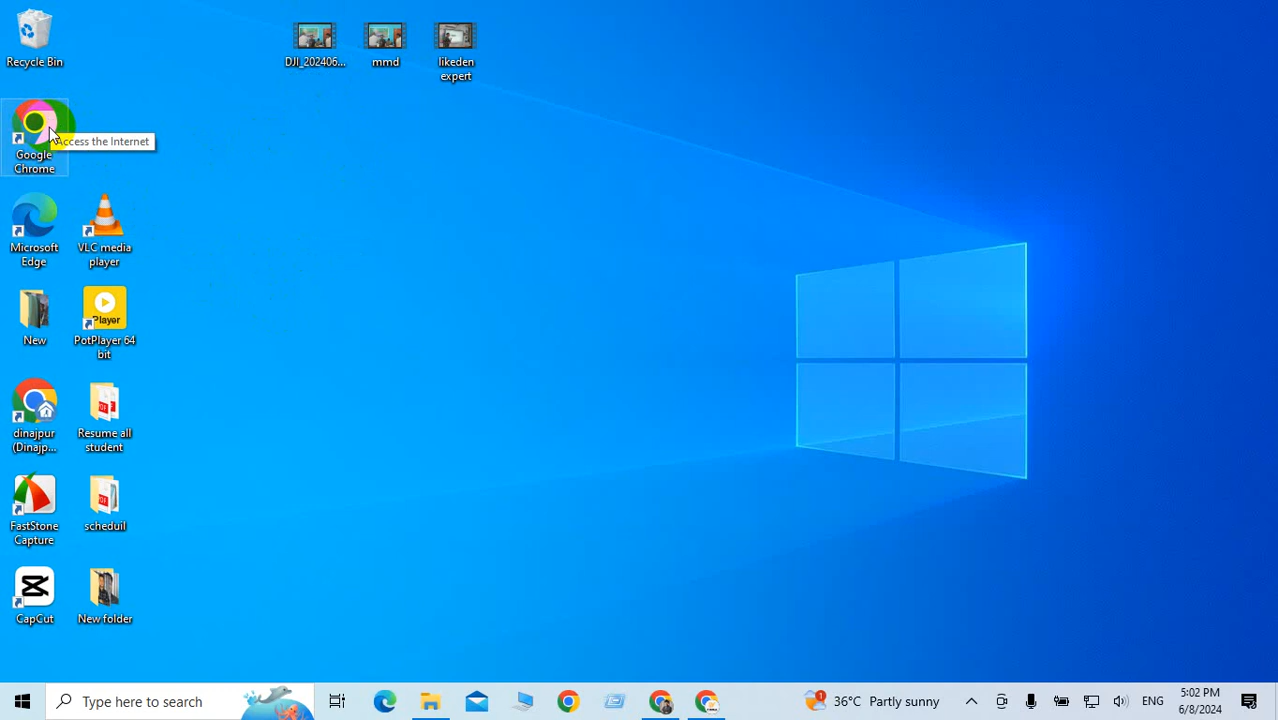 Recycle Bin
DJI_202406...
mmd
likeden
expert
Access the Internet
Google
Chrome
Microsoft
Edge
VLC media
player
New
Player
PotPlayer 64
bit
dinajpur
(Dinajp...
Resume all
student
FastStone
Capture
scheduil
CapCut
New folder
Type here to search
1
36°C Partly sunny
ENG
5:02 PM
6/8/2024